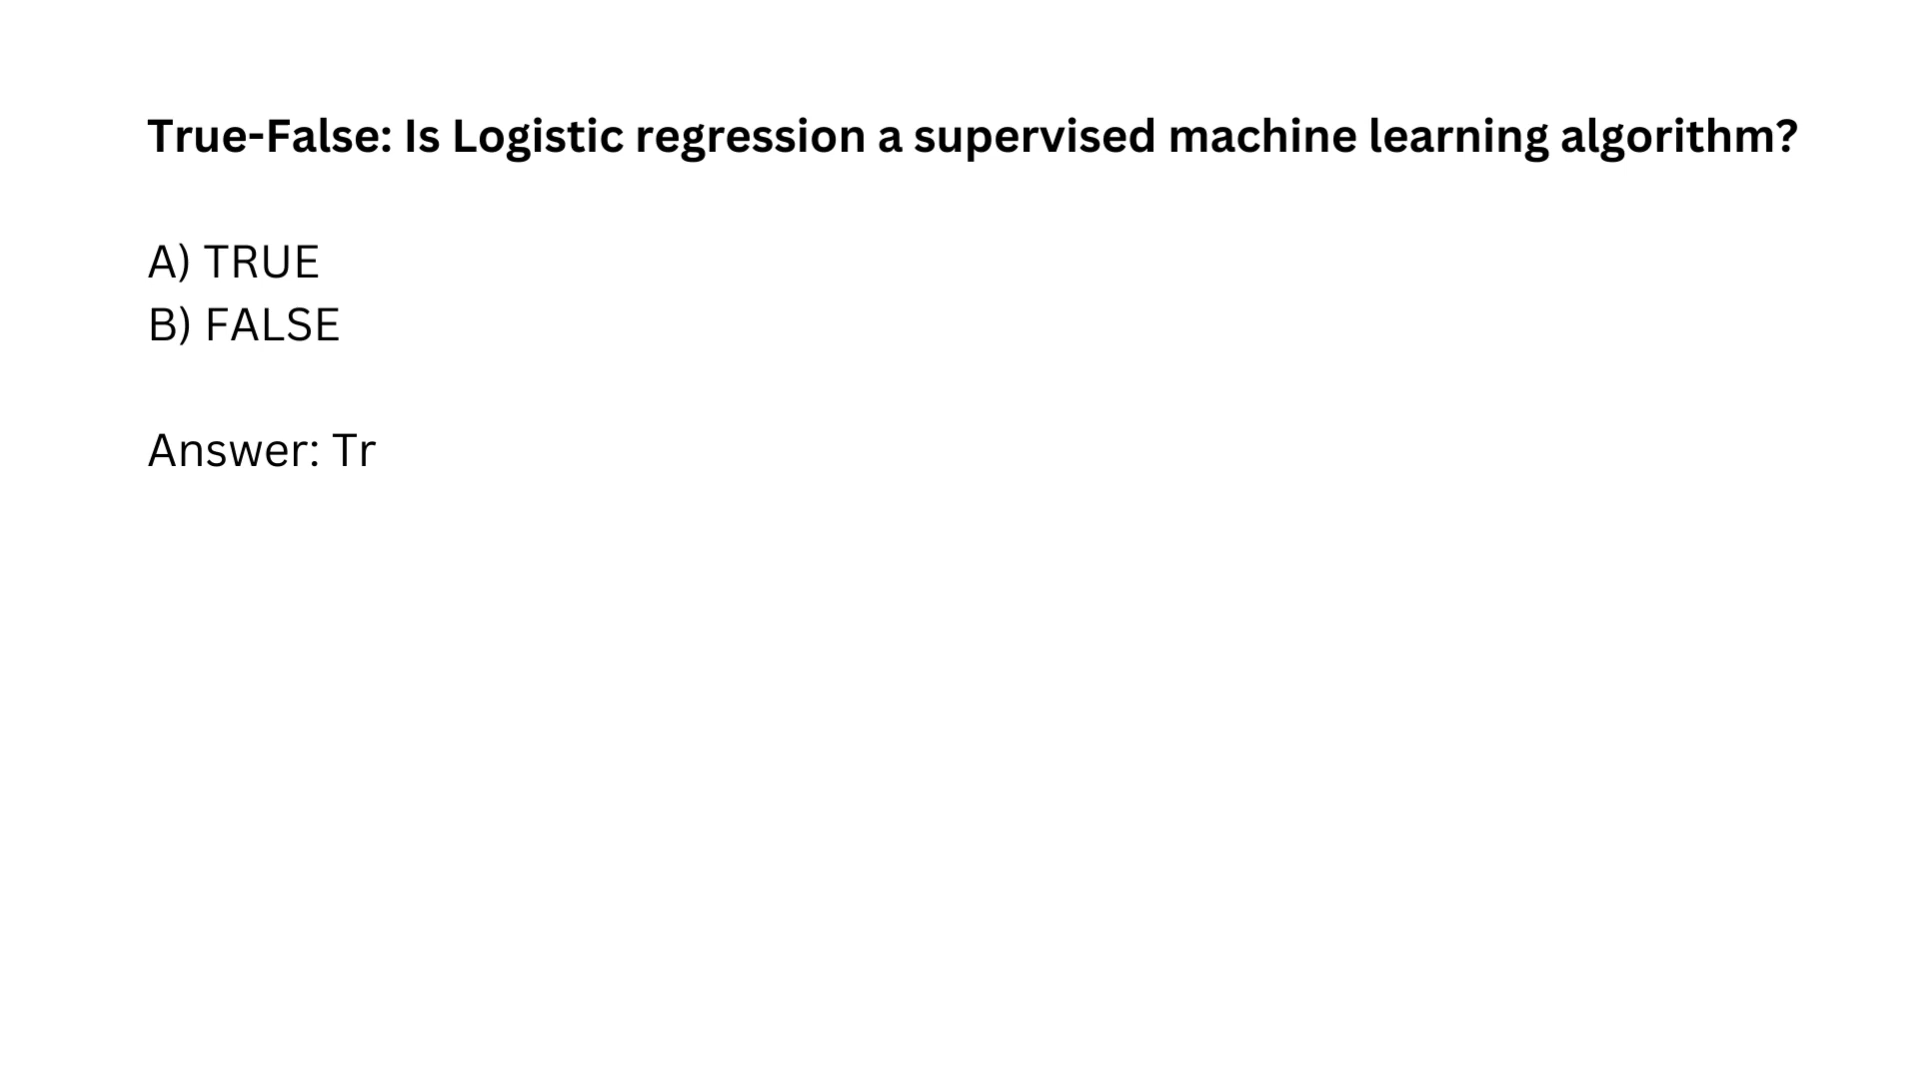 True-False: Is Logistic regression a supervised machine learning algorithm?
A) TRUE
B) FALSE
Answer: Tr